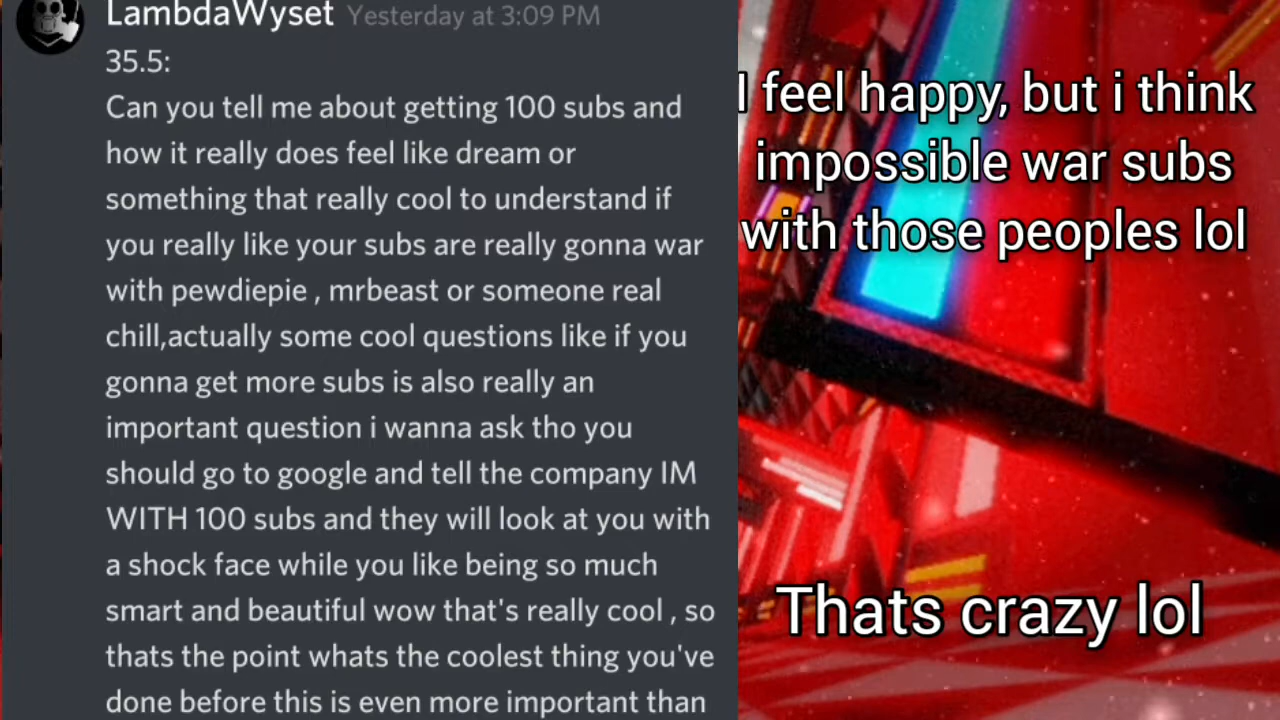 LambdaWyset Yesterday at 3:09 PM
35.5:
Can you tell me about getting 100 subs and
how it really does feel like dream or
something that really cool to understand if
you really like your subs are really gonna war
with pewdiepie , mrbeast or someone real
chill,actually some cool questions like if you
gonna get more subs is also really an
important question i wanna ask tho you
should go to google and tell the company IM
WITH 100 subs and they will look at you with
a shock face while you like being so much
smart and beautiful wow that's really cool , so
thats the point whats the coolest thing you've
done before this is even more important than
I feel happy, but i think
impossible war subs
with those peoples lol
Thats crazy lol